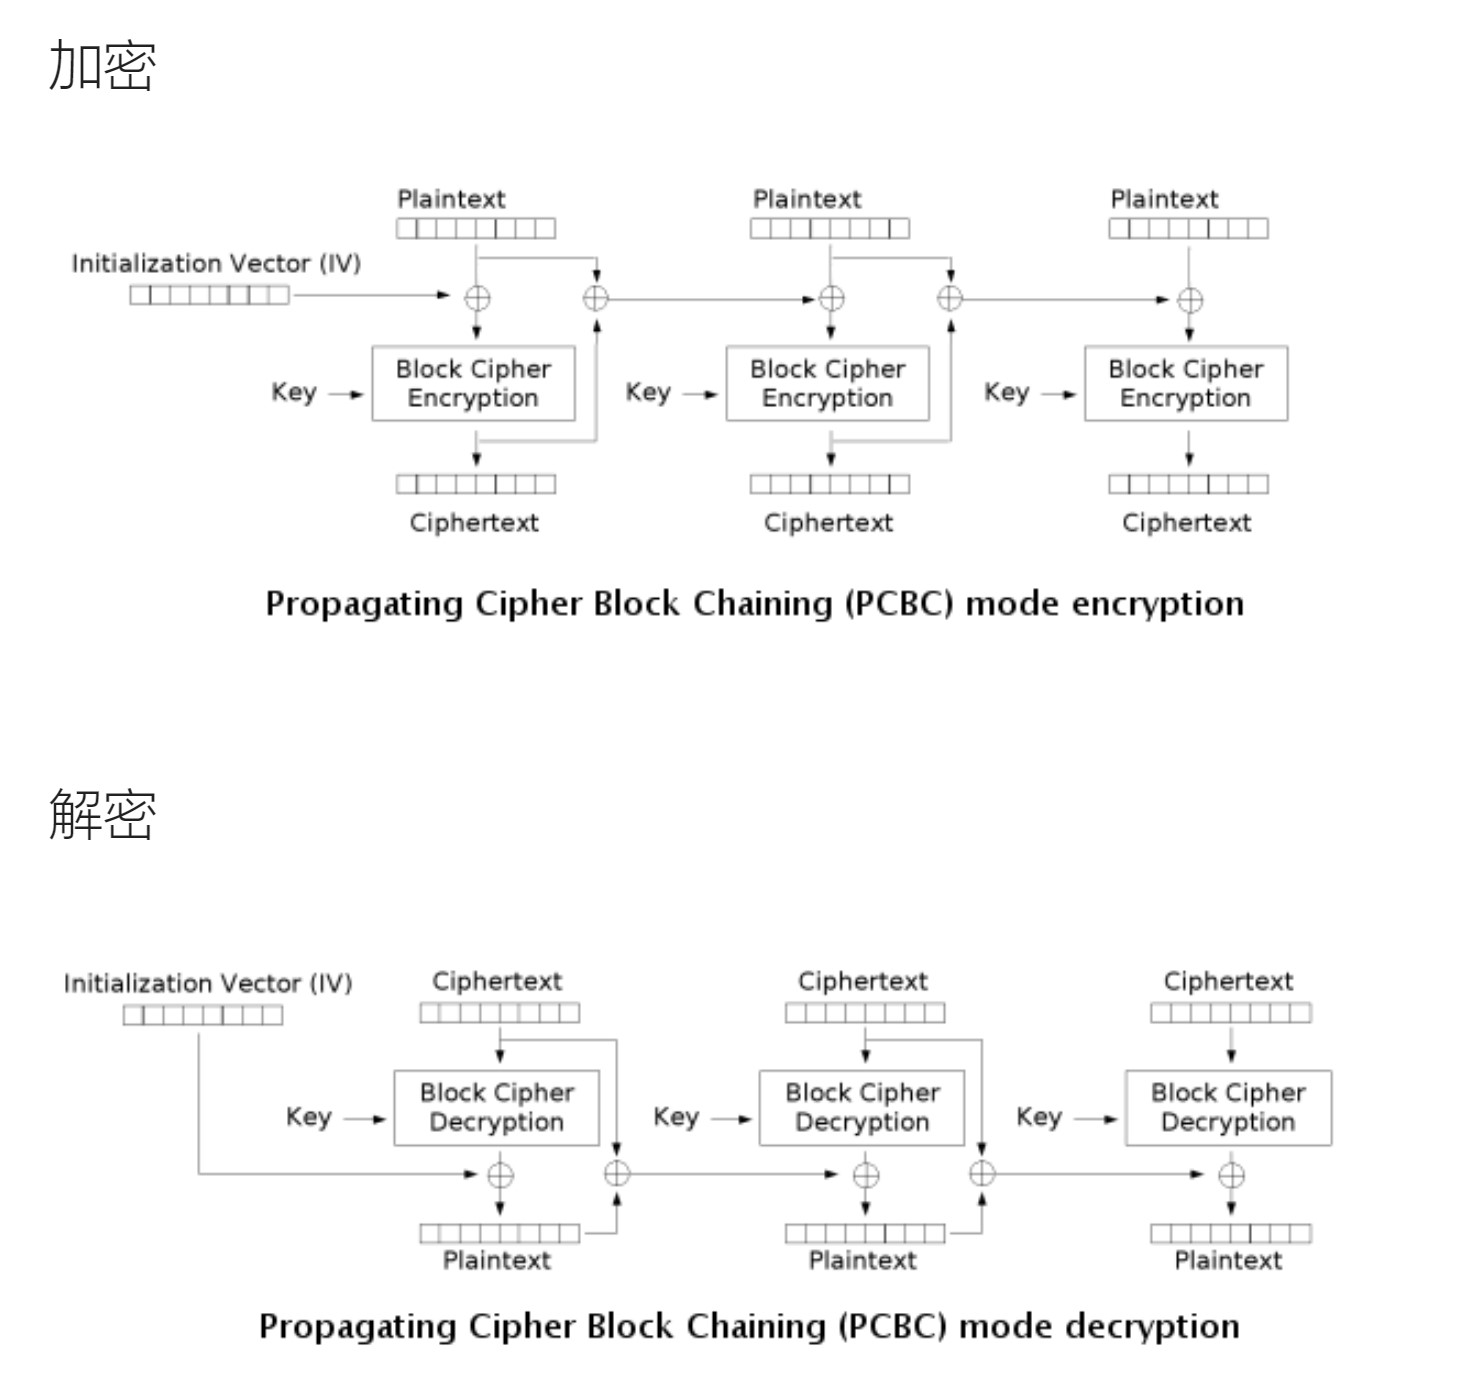 加密
Plaintext Plaintext Plaintext
Initialization Vector (IV)
Key Block Cipher Encryption Key Block Cipher Encryption Key Block Cipher Encryption
Ciphertext Ciphertext Ciphertext
Propagating Cipher Block Chaining (PCBC) mode encryption
解密
Initialization Vector (IV) Ciphertext Ciphertext Ciphertext
Key Block Cipher Decryption Key Block Cipher Decryption Key Block Cipher Decryption
Plaintext Plaintext Plaintext
Propagating Cipher Block Chaining (PCBC) mode decryption